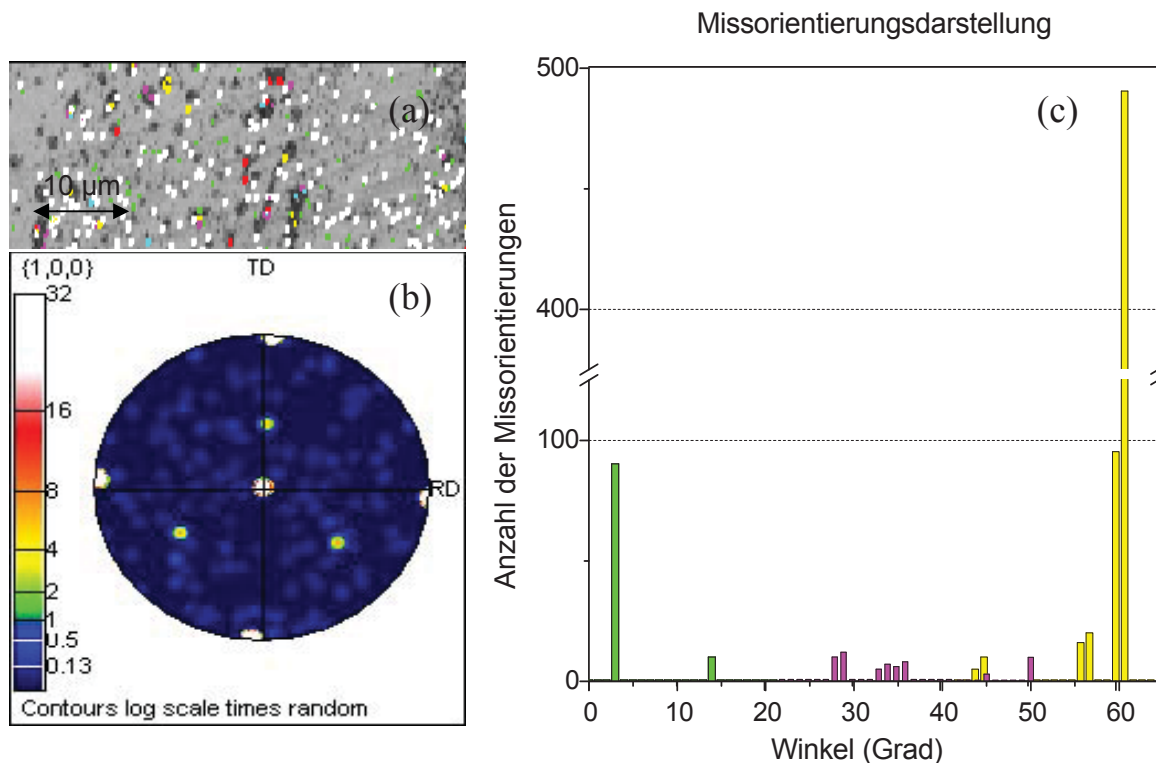 Missorientierungsdarstellung
(a)
10 µm
{1,0,0}
TD
(b)
RD
32
16
8
4
2
1
0.5
0.13
Contours log scale times random
(c)
Anzahl der Missorientierungen
500
400
100
0
0 10 20 30 40 50 60
Winkel (Grad)